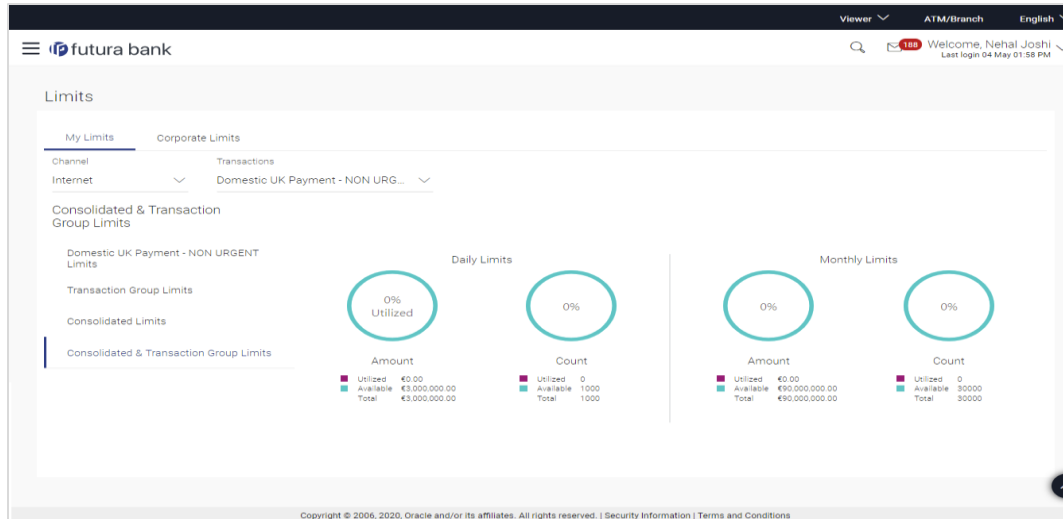 Viewer ATM/Branch English
futura bank
188 Welcome, Nehal Joshi
Last login 04 May 01:58 PM
Limits
My Limits Corporate Limits
Channel Transactions
Internet Domestic UK Payment - NON URG...
Consolidated & Transaction
Group Limits
Domestic UK Payment - NON URGENT
Limits
Transaction Group Limits
Consolidated Limits
Consolidated & Transaction Group Limits
Daily Limits
0%
Utilized
0%
Amount
Utilized €0.00
Available €3,000,000.00
Total €3,000,000.00
Count
Utilized 0
Available 1000
Total 1000
Monthly Limits
0%
0%
Amount
Utilized €0.00
Available €90,000,000.00
Total €90,000,000.00
Count
Utilized 0
Available 30000
Total 30000
Copyright © 2006, 2020, Oracle and/or its affiliates. All rights reserved. | Security Information | Terms and Conditions